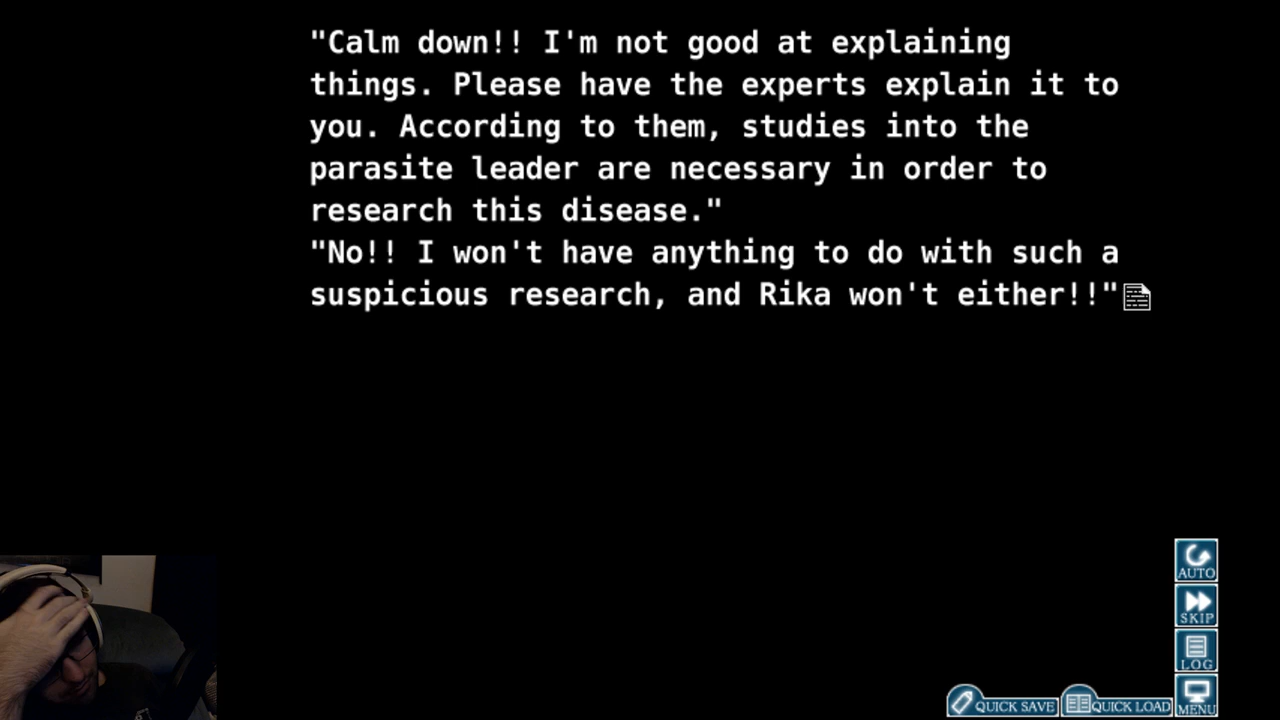 "Calm down!! I'm not good at explaining
things. Please have the experts explain it to
you. According to them, studies into the
parasite leader are necessary in order to
research this disease."
"No!! I won't have anything to do with such a
suspicious research, and Rika won't either!!"
AUTO
SKIP
LOG
QUICK SAVE
QUICK LOAD
MENU